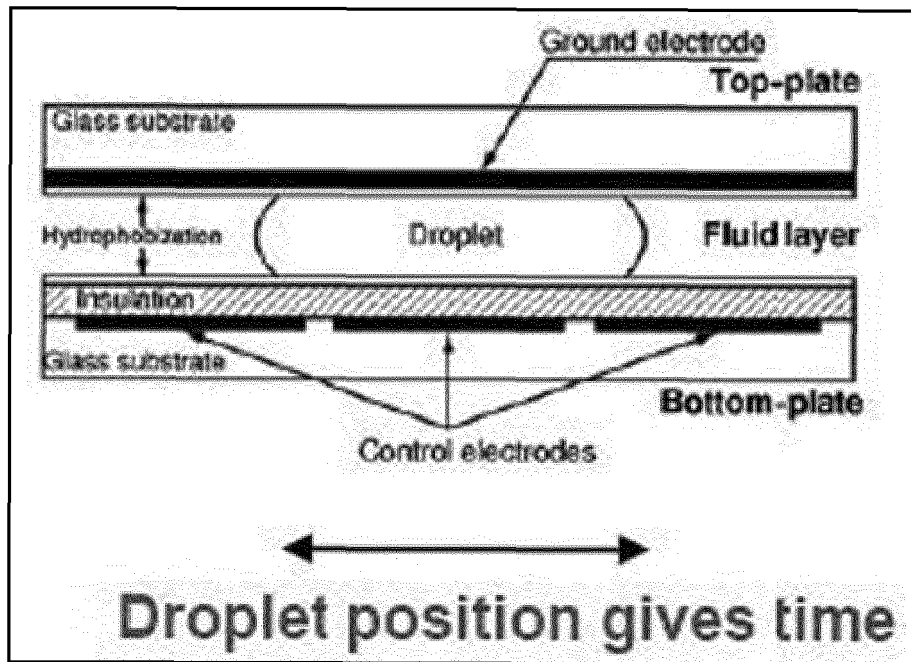 Ground electrode
Top-plate
Glass substrate
Hydrophobization
Droplet
Fluid layer
Insulation
Glass substrate
Bottom-plate
Control electrodes
Droplet position gives time